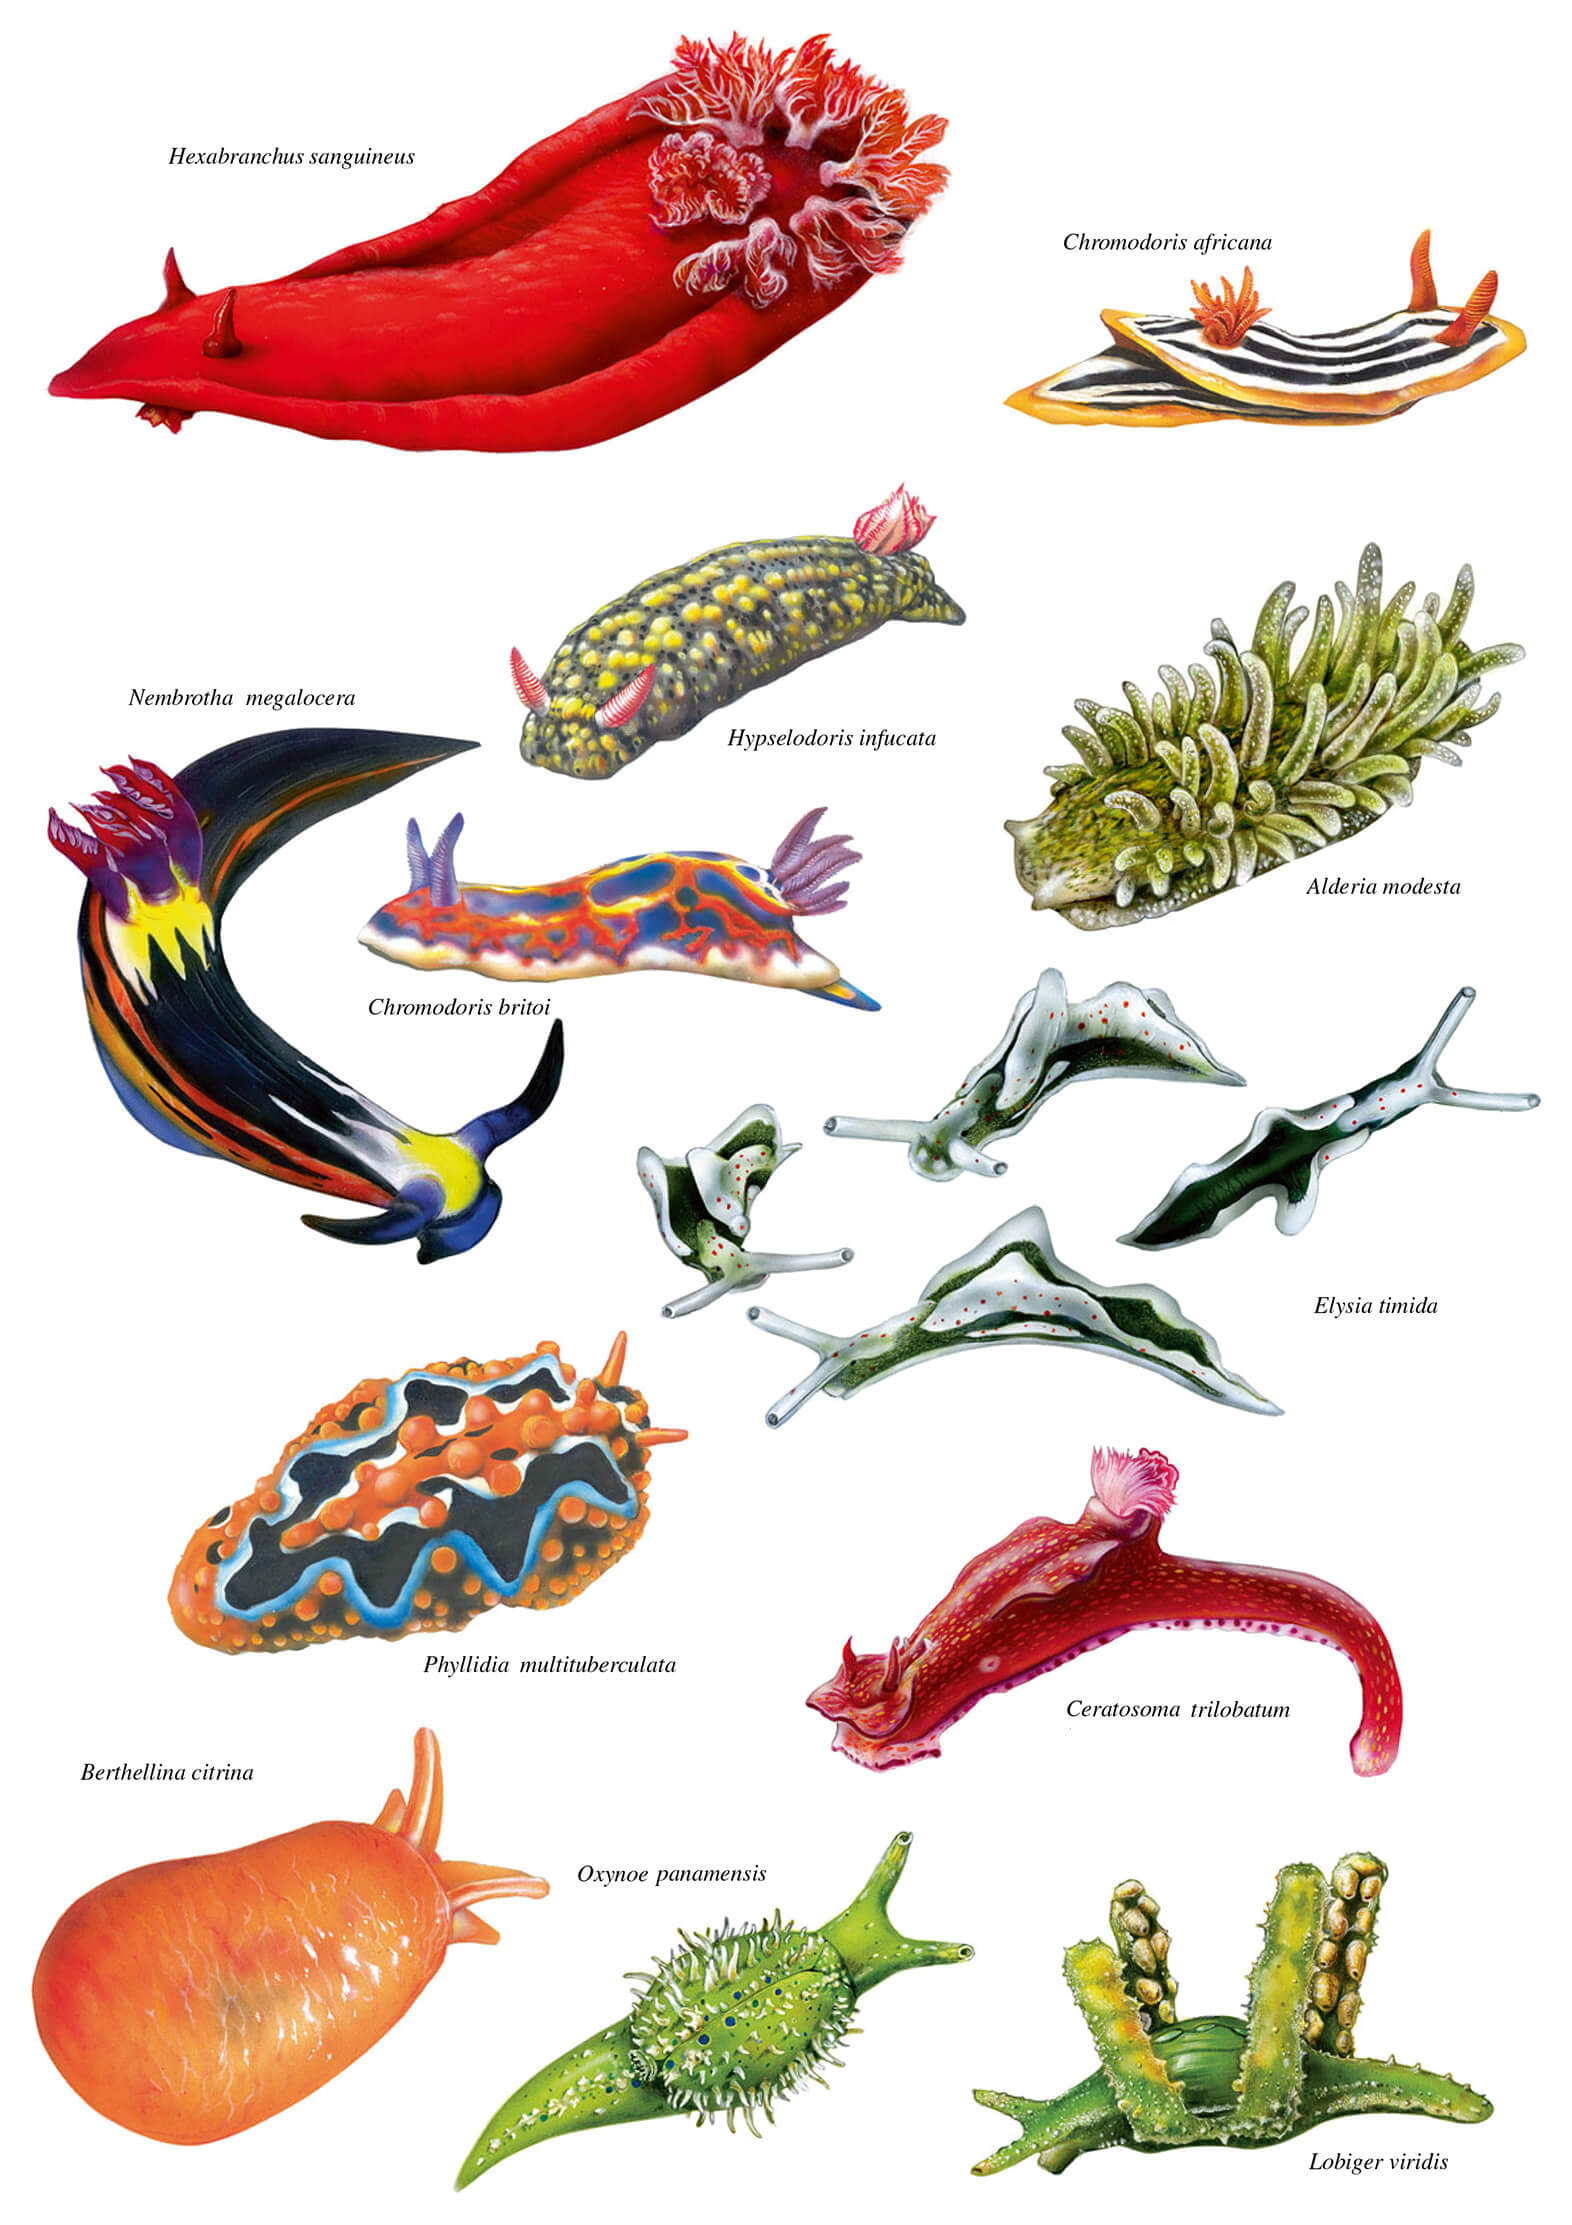 Hexabranchus sanguineus
Chromodoris africana
Nembrotha megalocera
Hypselodoris infucata
Alderia modesta
Chromodoris britoi
Elysia timida
Phyllidia multituberculata
Ceratosoma trilobatum
Berthellina citrina
Oxynoe panamensis
Lobiger viridis